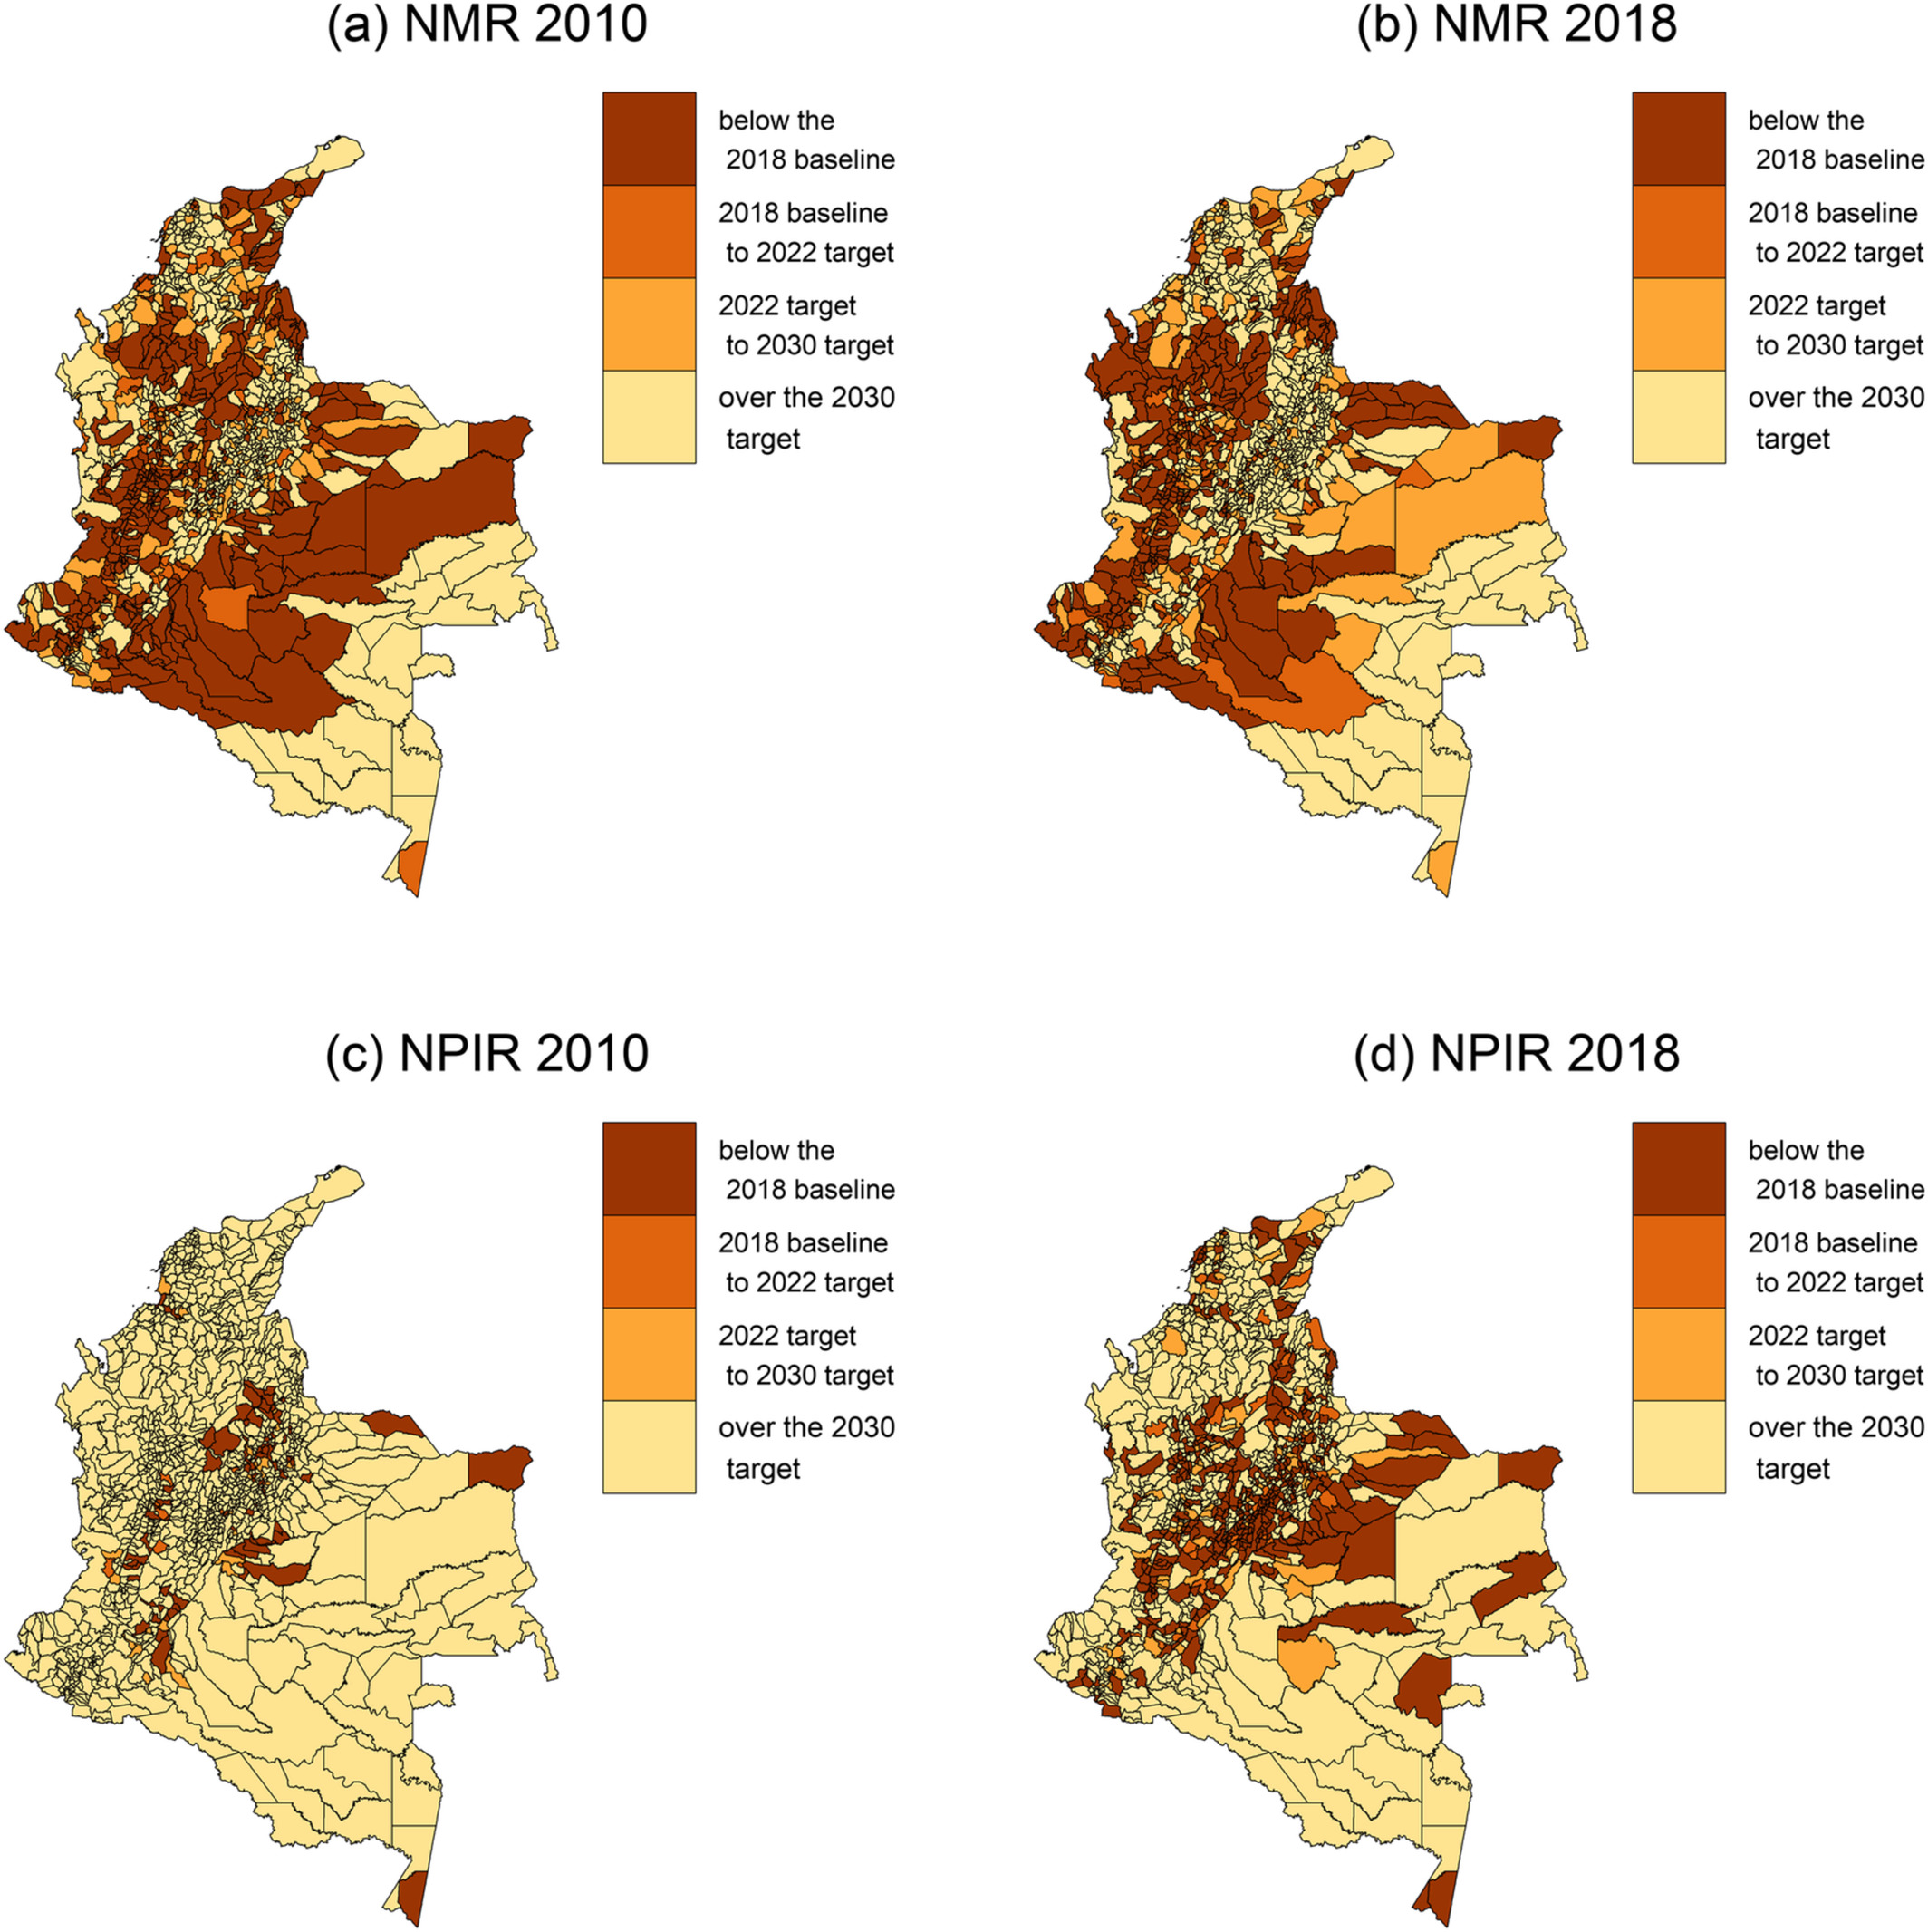 (a) NMR 2010
below the
2018 baseline
2018 baseline
to 2022 target
2022 target
to 2030 target
over the 2030
target
(b) NMR 2018
below the
2018 baseline
2018 baseline
to 2022 target
2022 target
to 2030 target
over the 2030
target
(c) NPIR 2010
below the
2018 baseline
2018 baseline
to 2022 target
2022 target
to 2030 target
over the 2030
target
(d) NPIR 2018
below the
2018 baseline
2018 baseline
to 2022 target
2022 target
to 2030 target
over the 2030
target